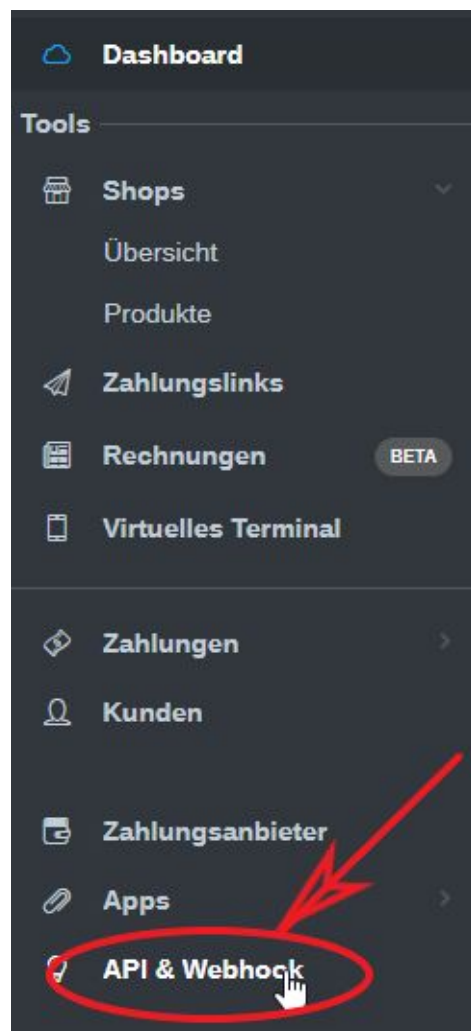 Dashboard
Tools
Shops
Übersicht
Produkte
Zahlungslinks
Rechnungen BETA
Virtuelles Terminal
Zahlungen
Kunden
Zahlungsanbieter
Apps
API & Webhook